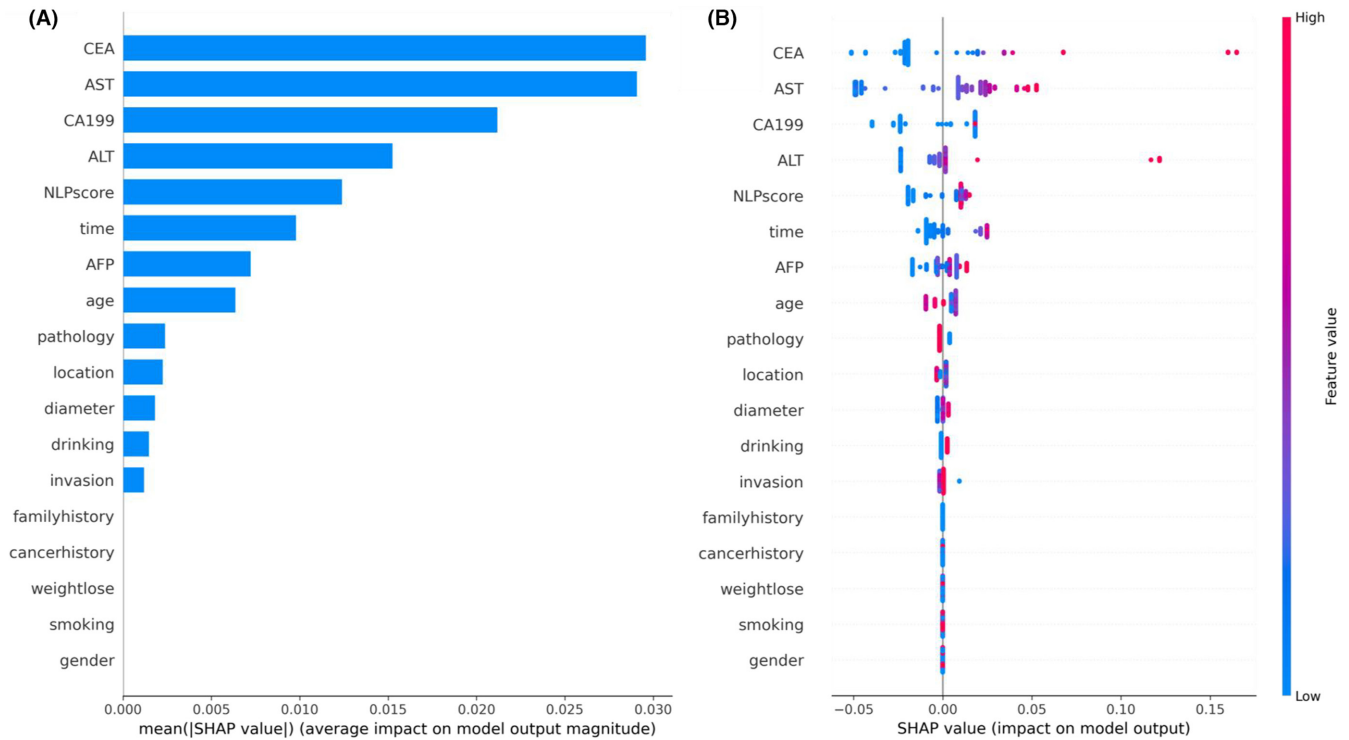 (A)
CEA
AST
CA199
ALT
NLPscore
time
AFP
age
pathology
location
diameter
drinking
invasion
familyhistory
cancerhistory
weightlose
smoking
gender
0.000 0.005 0.010 0.015 0.020 0.025 0.030
mean(|SHAP value|) (average impact on model output magnitude)
(B)
CEA
AST
CA199
ALT
NLPscore
time
AFP
age
pathology
location
diameter
drinking
invasion
familyhistory
cancerhistory
weightlose
smoking
gender
−0.05 0.00 0.05 0.10 0.15
SHAP value (impact on model output)
High
Feature value
Low